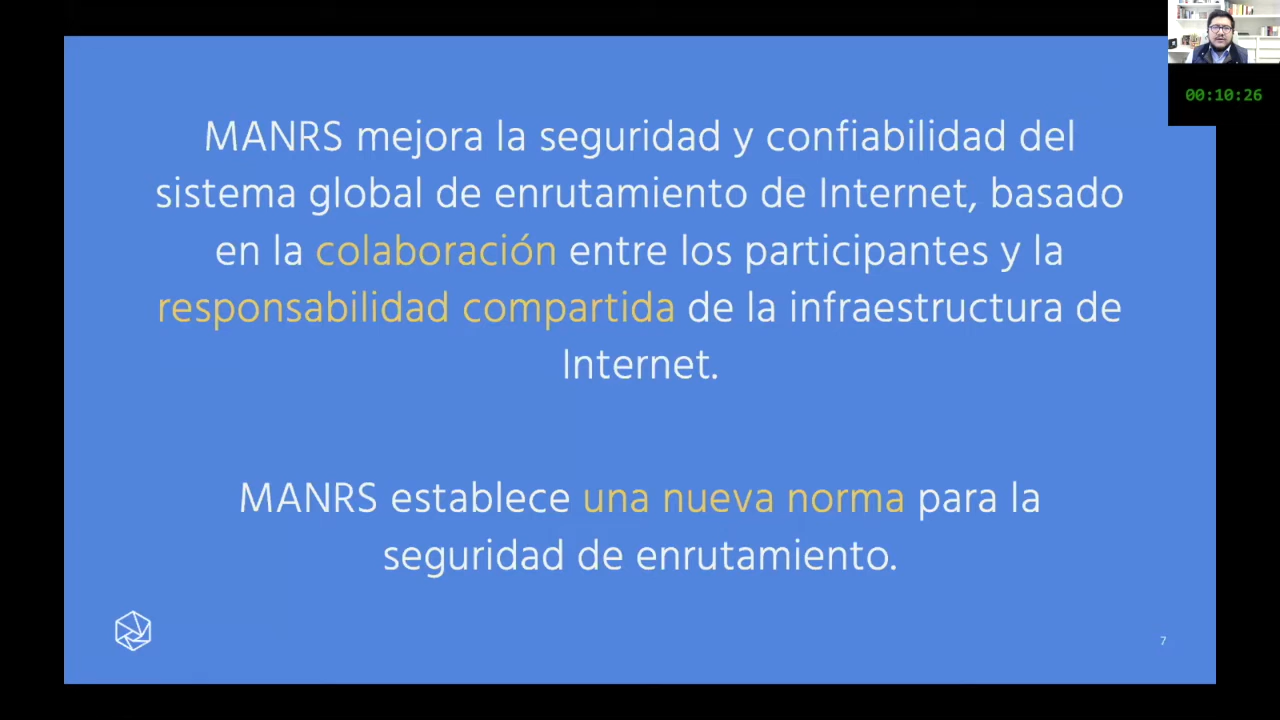 00:10:26
MANRS mejora la seguridad y confiabilidad del
sistema global de enrutamiento de Internet, basado
en la colaboración entre los participantes y la
responsabilidad compartida de la infraestructura de
Internet.
MANRS establece una nueva norma para la
seguridad de enrutamiento.
7